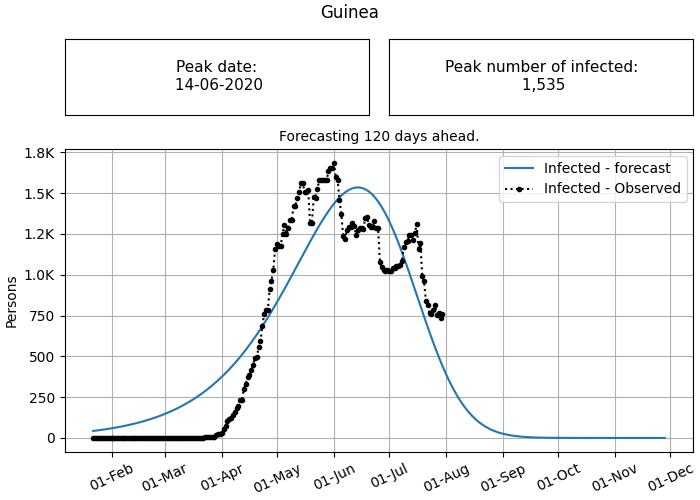 Guinea
Peak date:
14-06-2020
Peak number of infected:
1,535
Forecasting 120 days ahead.
1.8K
1.5K
1.2K
1.0K
750
500
250
0
Persons
Infected - forecast
Infected - Observed
01-Feb
01-Mar
01-Apr
01-May
01-Jun
01-Jul
01-Aug
01-Sep
01-Oct
01-Nov
01-Dec